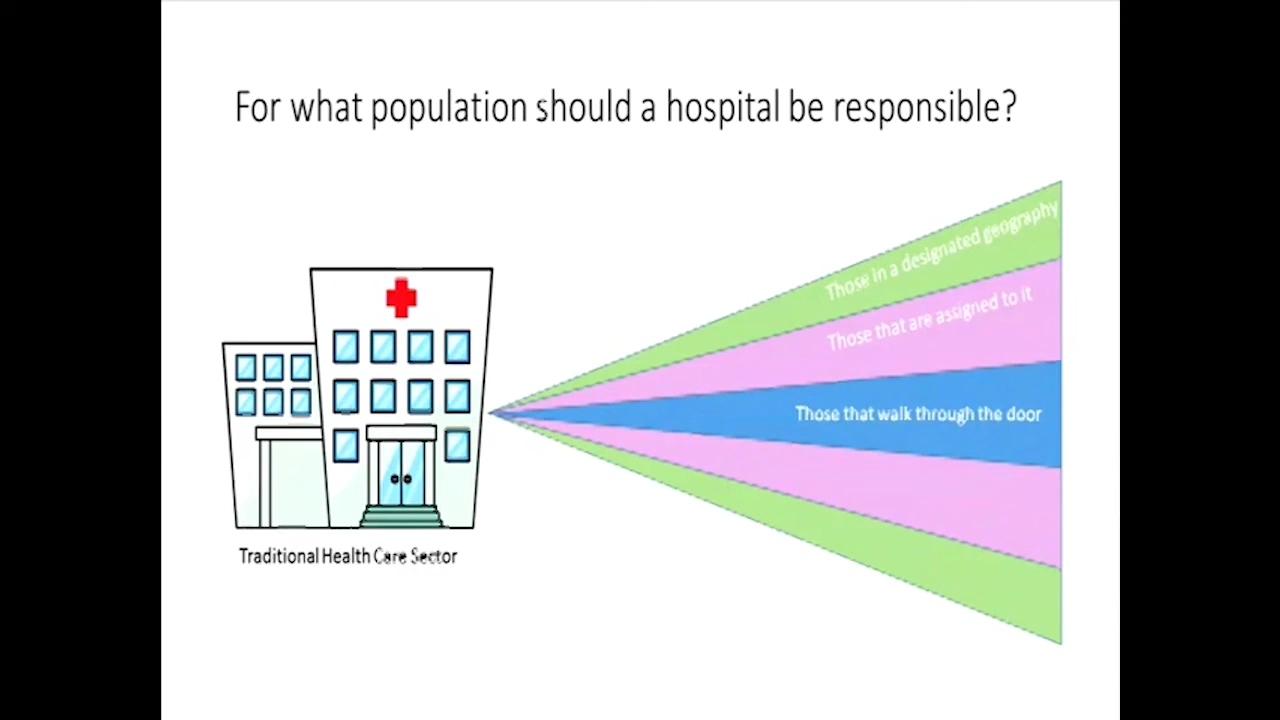 For what population should a hospital be responsible?
Those in a designated geography
Those that are assigned to it
Those that walk through the door
Traditional Health Care Sector